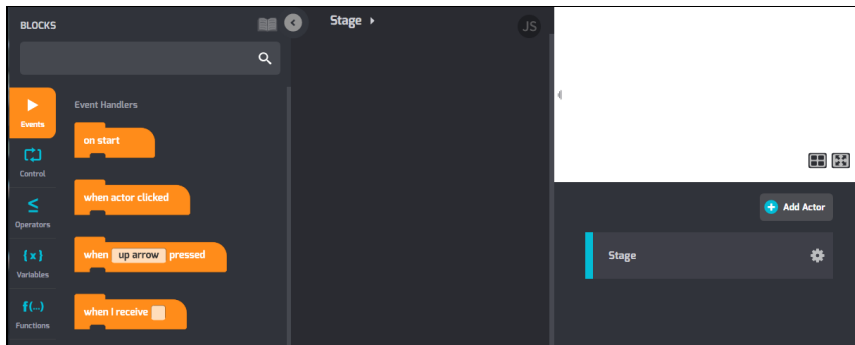 BLOCKS
Stage
JS
Event Handlers
Events
on start
Control
when actor clicked
Operators
when up arrow pressed
{x}
Variables
when I receive
f(...)
Functions
Add Actor
Stage